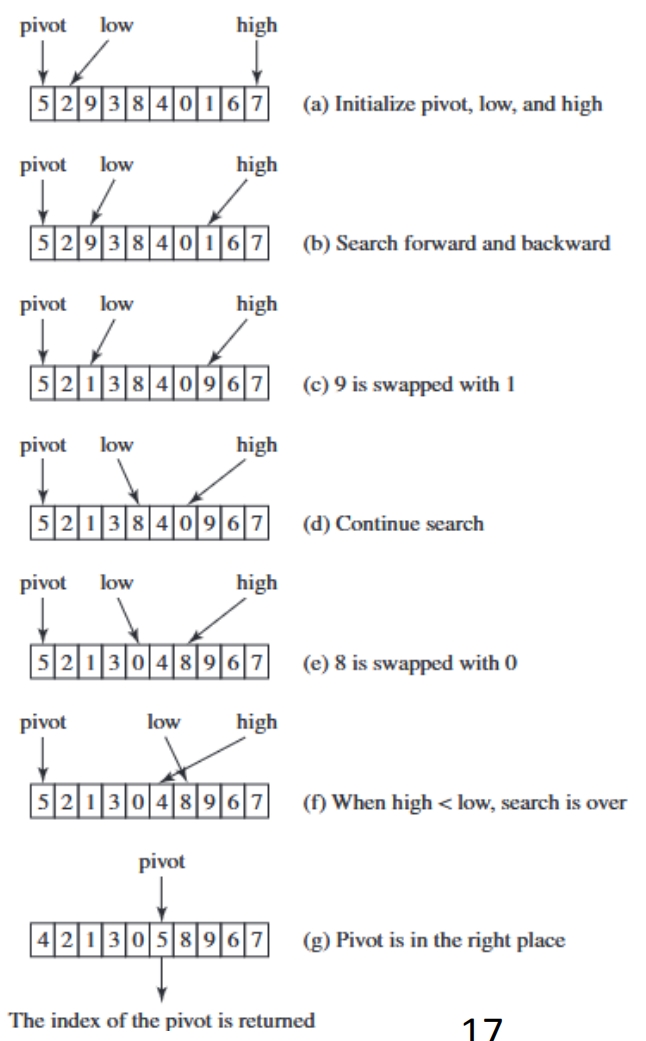 pivot low high
5 2 9 3 8 4 0 1 6 7 (a) Initialize pivot, low, and high
pivot low high
5 2 9 3 8 4 0 1 6 7 (b) Search forward and backward
pivot low high
5 2 1 3 8 4 0 9 6 7 (c) 9 is swapped with 1
pivot low high
5 2 1 3 8 4 0 9 6 7 (d) Continue search
pivot low high
5 2 1 3 0 4 8 9 6 7 (e) 8 is swapped with 0
pivot low high
5 2 1 3 0 4 8 9 6 7 (f) When high < low, search is over
pivot
4 2 1 3 0 5 8 9 6 7 (g) Pivot is in the right place
The index of the pivot is returned
17